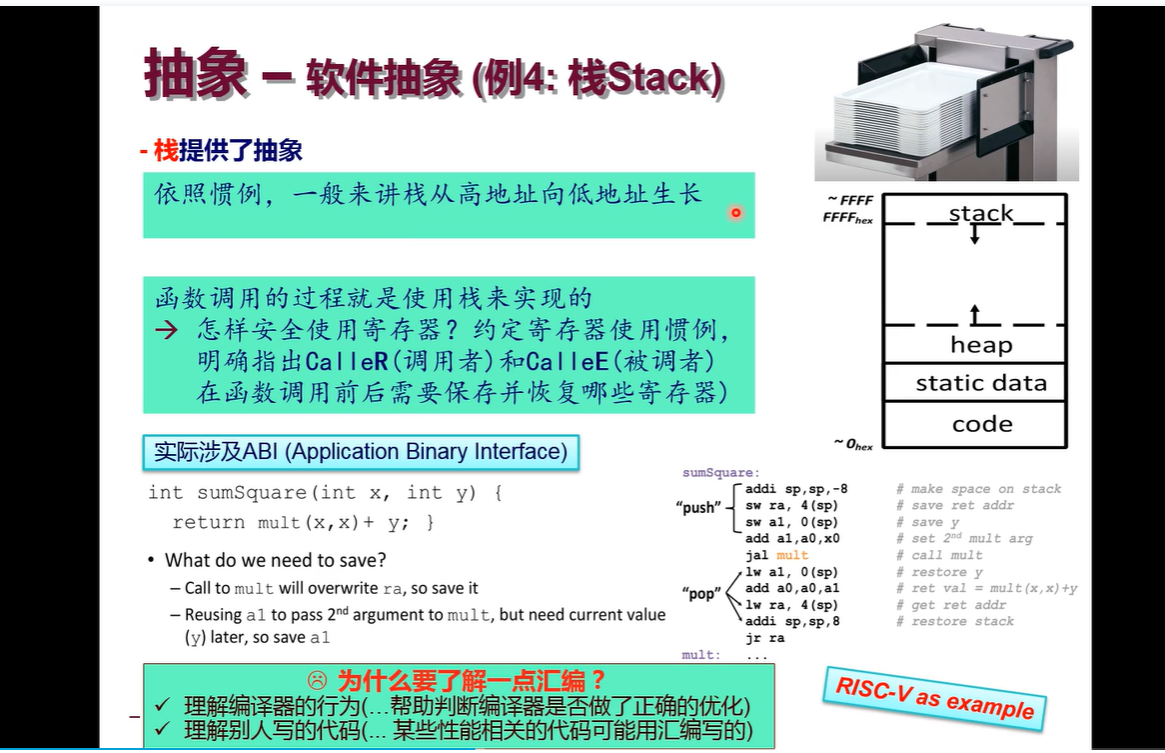 抽象 – 软件抽象 (例4: 栈Stack)
- 栈提供了抽象
依照惯例，一般来讲栈从高地址向低地址生长
函数调用的过程就是使用栈来实现的
→ 怎样安全使用寄存器？约定寄存器使用惯例，
明确指出CalleR(调用者)和CalleE(被调者)
在函数调用前后需要保存并恢复哪些寄存器)
~ FFFF
FFFFhex
stack
heap
static data
code
~ 0hex
实际涉及ABI (Application Binary Interface)
int sumSquare(int x, int y) {
return mult(x,x)+ y; }
• What do we need to save?
– Call to mult will overwrite ra, so save it
– Reusing a1 to pass 2nd argument to mult, but need current value
(y) later, so save a1
sumSquare:
“push”
addi sp,sp,-8 # make space on stack
sw ra, 4(sp) # save ret addr
sw a1, 0(sp) # save y
add a1,a0,x0 # set 2nd mult arg
jal mult # call mult
“pop”
lw a1, 0(sp) # restore y
add a0,a0,a1 # ret val = mult(x,x)+y
lw ra, 4(sp) # get ret addr
addi sp,sp,8 # restore stack
jr ra
mult: ...
☹ 为什么要了解一点汇编？
✓ 理解编译器的行为(…帮助判断编译器是否做了正确的优化)
✓ 理解别人写的代码(… 某些性能相关的代码可能用汇编写的)
RISC-V as example